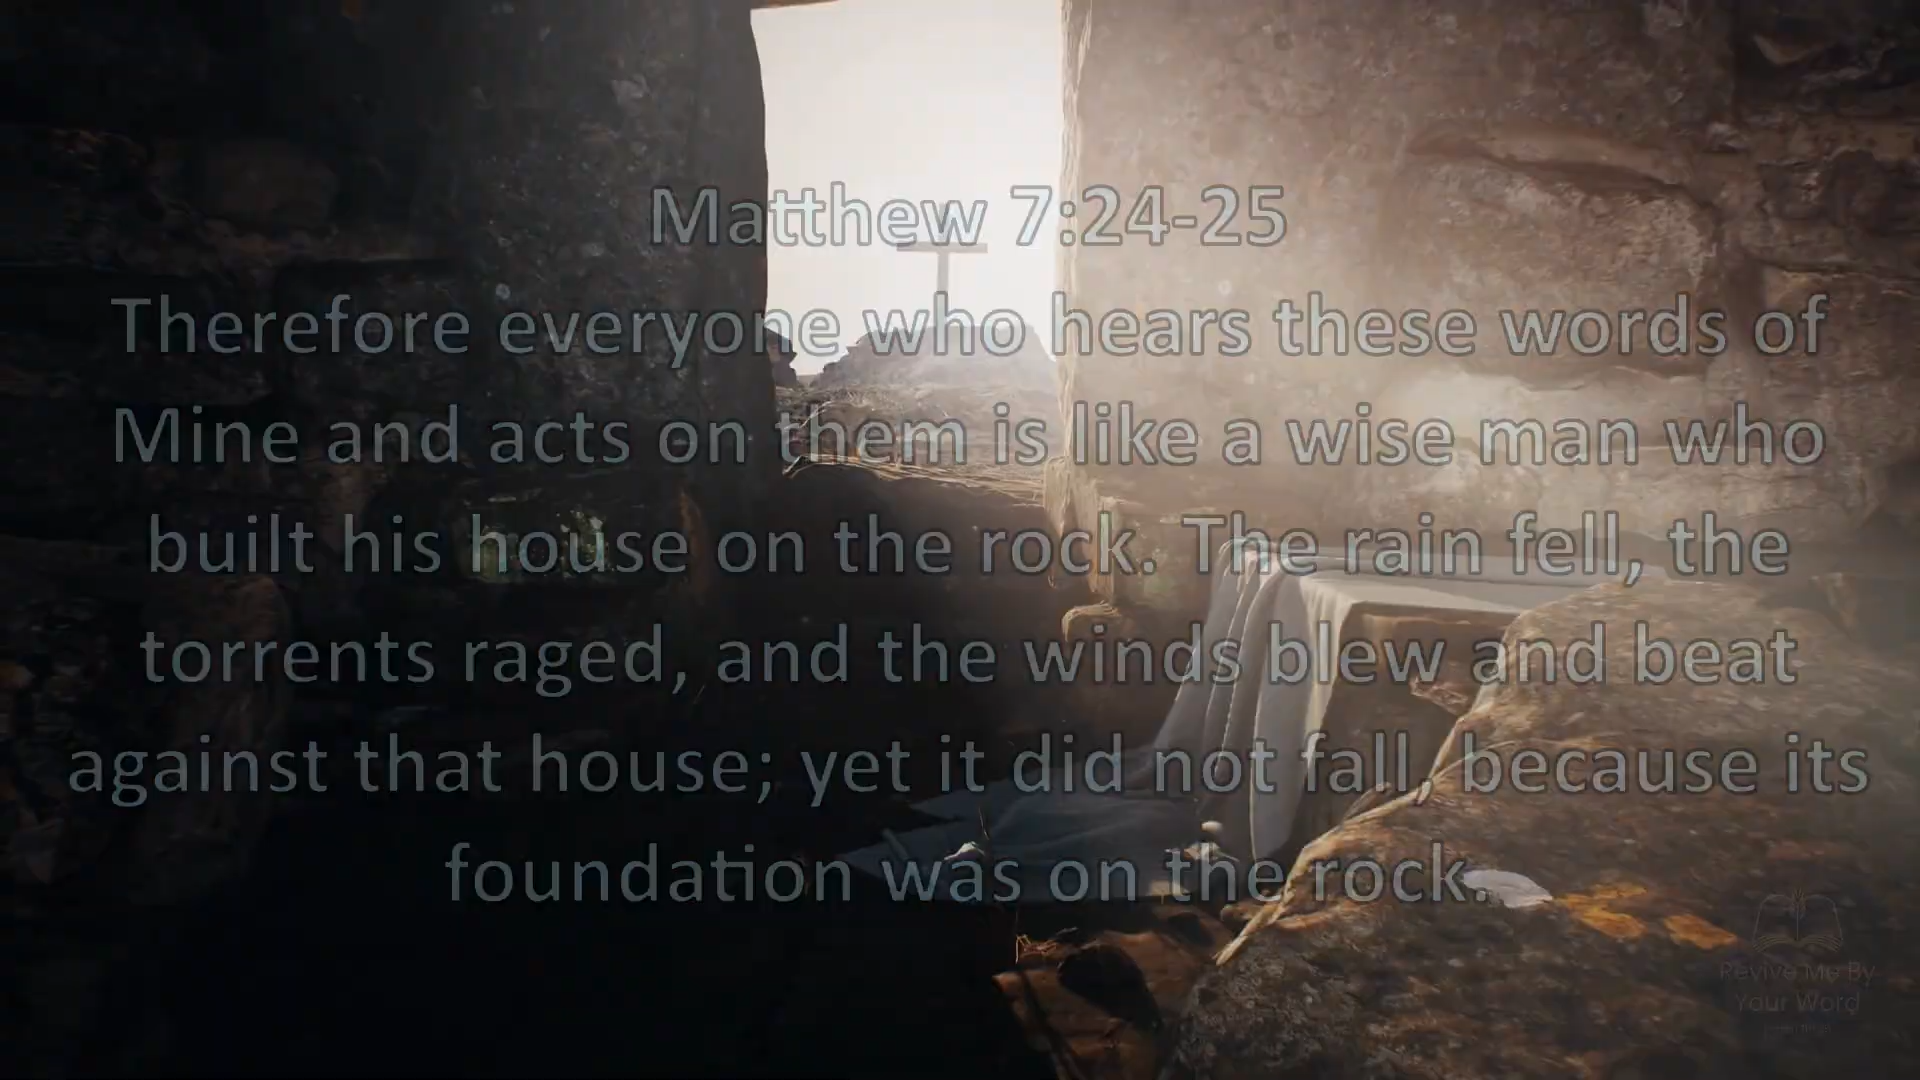 Matthew 7:24-25
Therefore everyone who hears these words of
Mine and acts on them is like a wise man who
built his house on the rock. The rain fell, the
torrents raged, and the winds blew and beat
against that house; yet it did not fall, because its
foundation was on the rock.
Revive Me By
Your Word